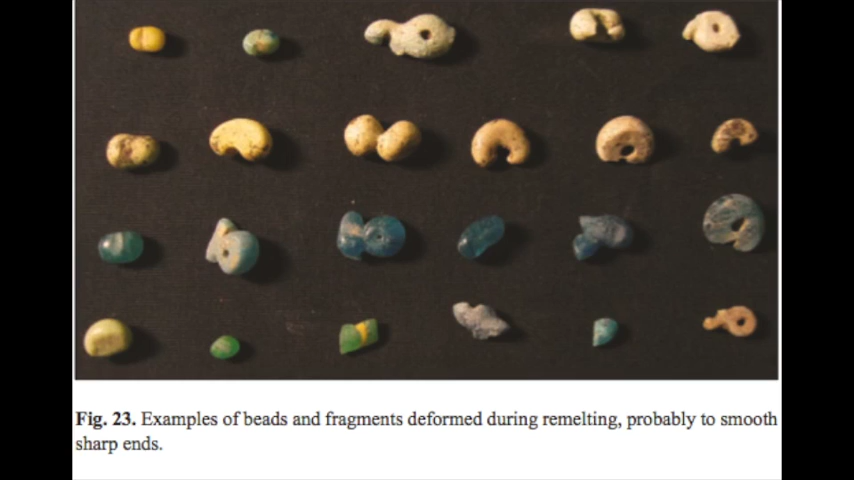 Fig. 23. Examples of beads and fragments deformed during remelting, probably to smooth
sharp ends.